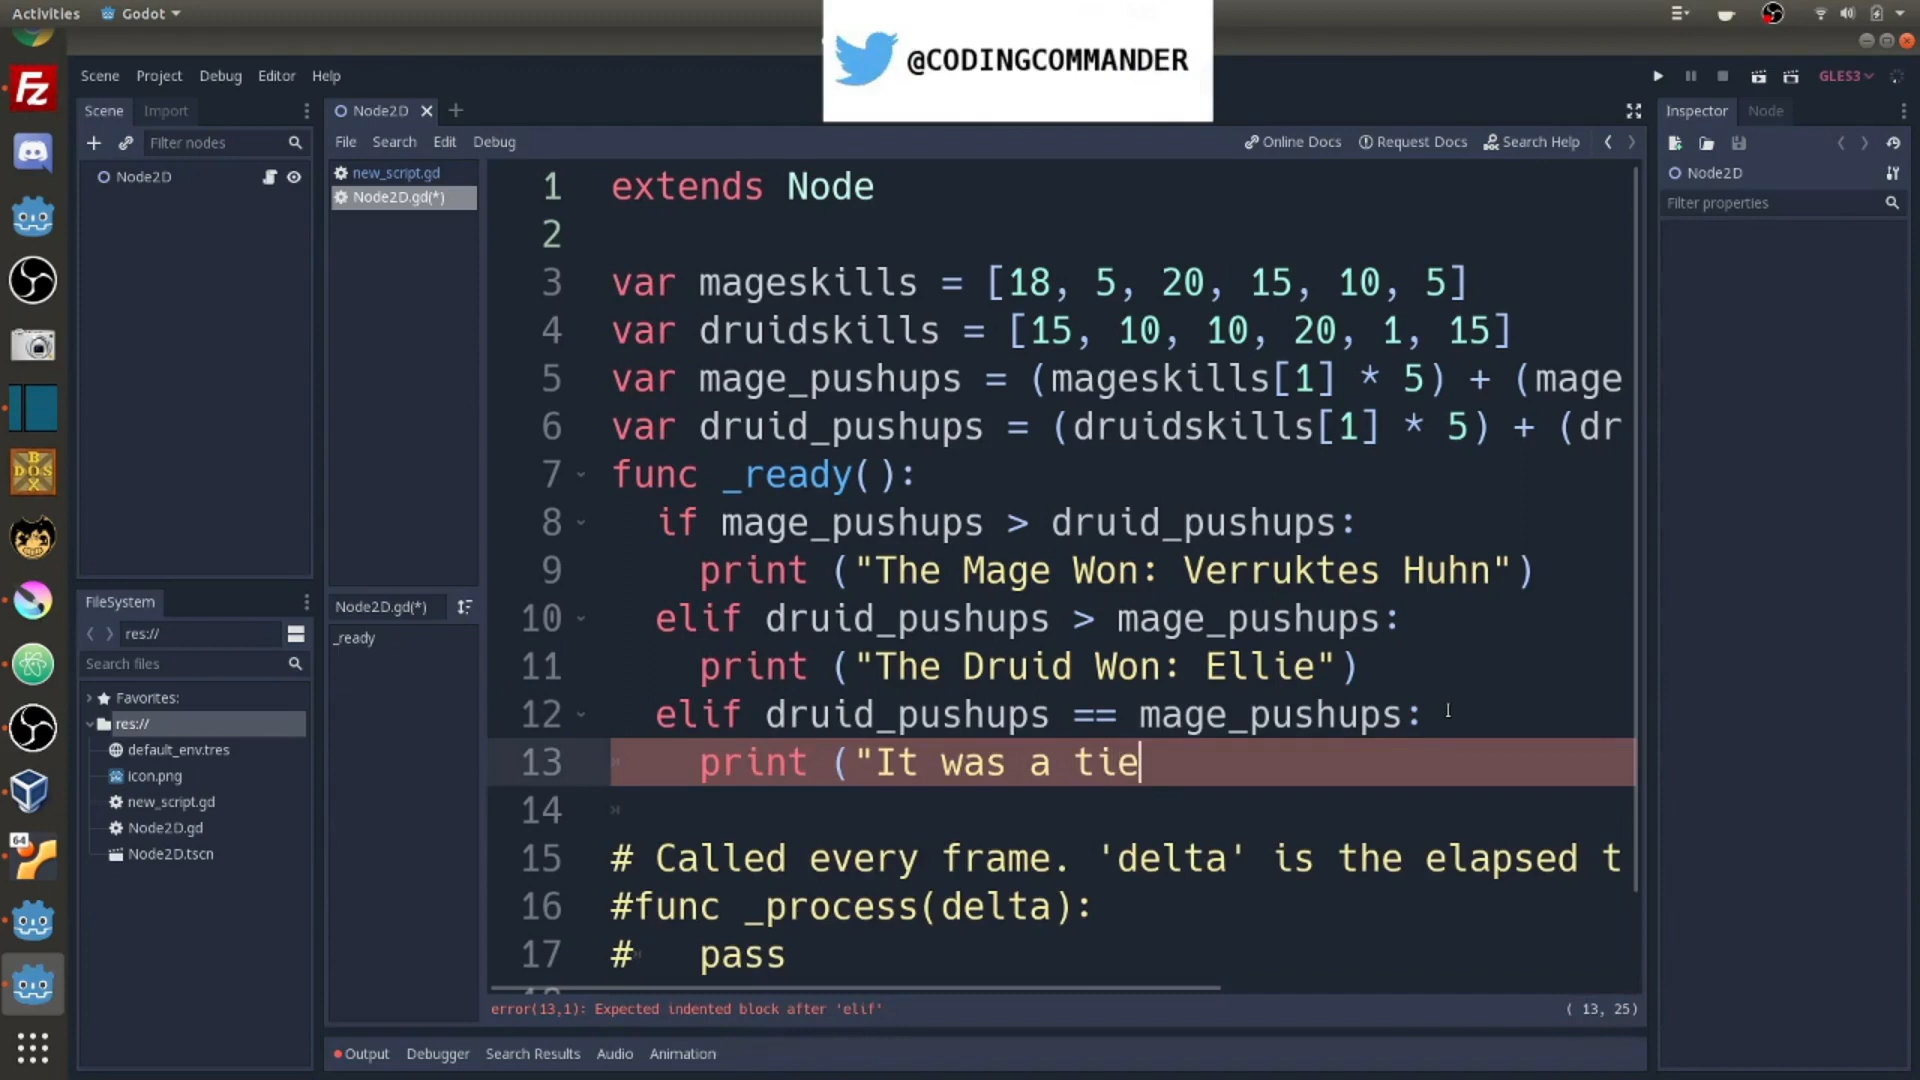 Activities Godot
@CODINGCOMMANDER
Scene Project Debug Editor Help
GLES3
Scene Import
Node2D
Inspector Node
Filter nodes
File Search Edit Debug
Online Docs Request Docs Search Help
Node2D
new_script.gd
Node2D.gd(*)
Node2D
Filter properties
1 extends Node
2
3 var mageskills = [18, 5, 20, 15, 10, 5]
4 var druidskills = [15, 10, 10, 20, 1, 15]
5 var mage_pushups = (mageskills[1] * 5) + (mage
6 var druid_pushups = (druidskills[1] * 5) + (dr
7 func _ready():
8 if mage_pushups > druid_pushups:
9 print ("The Mage Won: Verruktes Huhn")
10 elif druid_pushups > mage_pushups:
11 print ("The Druid Won: Ellie")
12 elif druid_pushups == mage_pushups:
13 print ("It was a tie
14
15 # Called every frame. 'delta' is the elapsed t
16 #func _process(delta):
17 # pass
error(13,1): Expected indented block after 'elif'
( 13, 25)
Node2D.gd(*)
_ready
FileSystem
res://
Search files
Favorites:
res://
default_env.tres
icon.png
new_script.gd
Node2D.gd
Node2D.tscn
Output Debugger Search Results Audio Animation
FZ
DOS
BOX
64